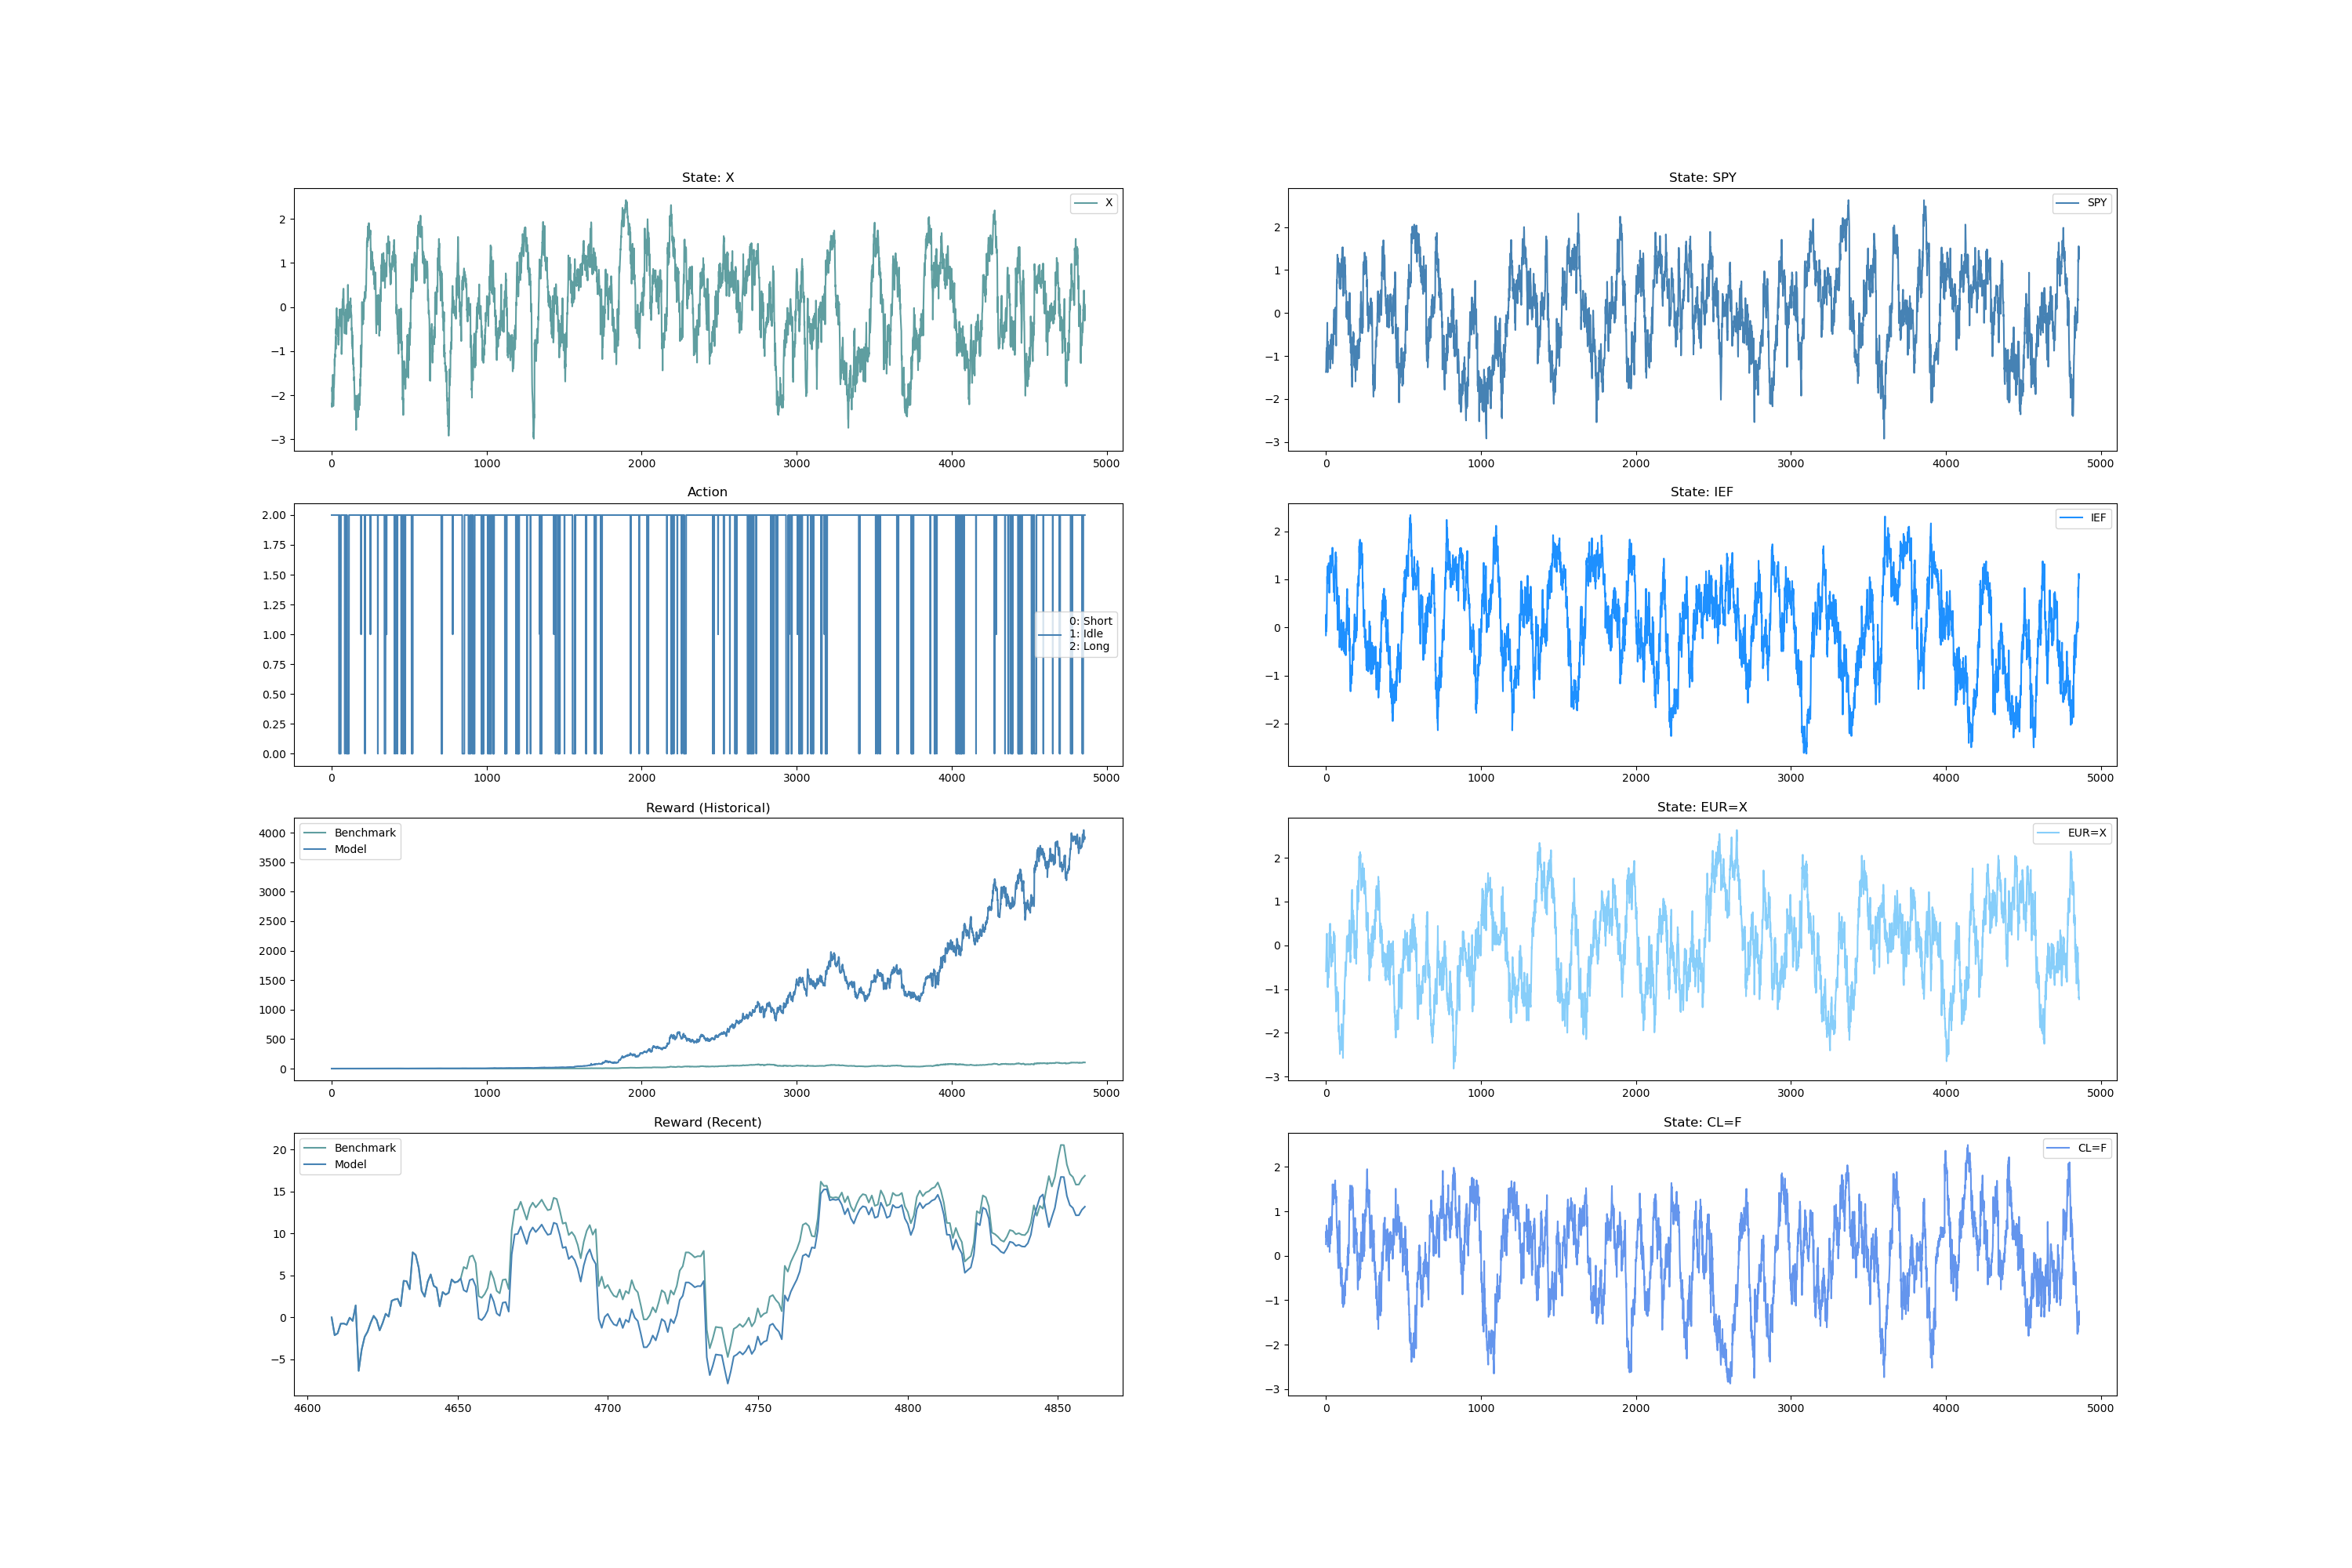 State: X
X
2
1
0
−1
−2
−3
0 1000 2000 3000 4000 5000
Action
2.00
1.75
1.50
1.25
1.00
0.75
0.50
0.25
0.00
0: Short
1: Idle
2: Long
0 1000 2000 3000 4000 5000
Reward (Historical)
Benchmark
Model
4000
3500
3000
2500
2000
1500
1000
500
0
0 1000 2000 3000 4000 5000
Reward (Recent)
Benchmark
Model
20
15
10
5
0
−5
4600 4650 4700 4750 4800 4850
State: SPY
SPY
2
1
0
−1
−2
−3
0 1000 2000 3000 4000 5000
State: IEF
IEF
2
1
0
−1
−2
0 1000 2000 3000 4000 5000
State: EUR=X
EUR=X
2
1
0
−1
−2
−3
0 1000 2000 3000 4000 5000
State: CL=F
CL=F
2
1
0
−1
−2
−3
0 1000 2000 3000 4000 5000